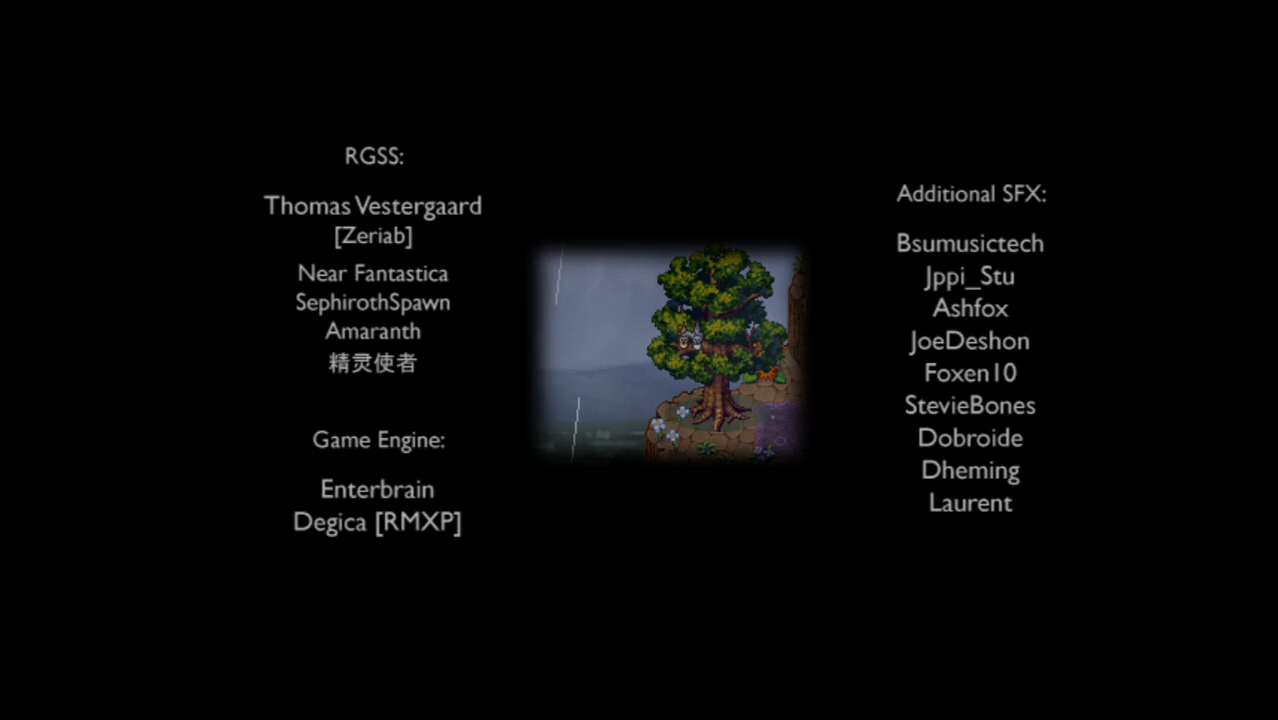 RGSS:
Thomas Vestergaard
[Zeriab]
Near Fantastica
SephirothSpawn
Amaranth
精灵使者
Game Engine:
Enterbrain
Degica [RMXP]
Additional SFX:
Bsumusictech
Jppi_Stu
Ashfox
JoeDeshon
Foxen10
StevieBones
Dobroide
Dheming
Laurent